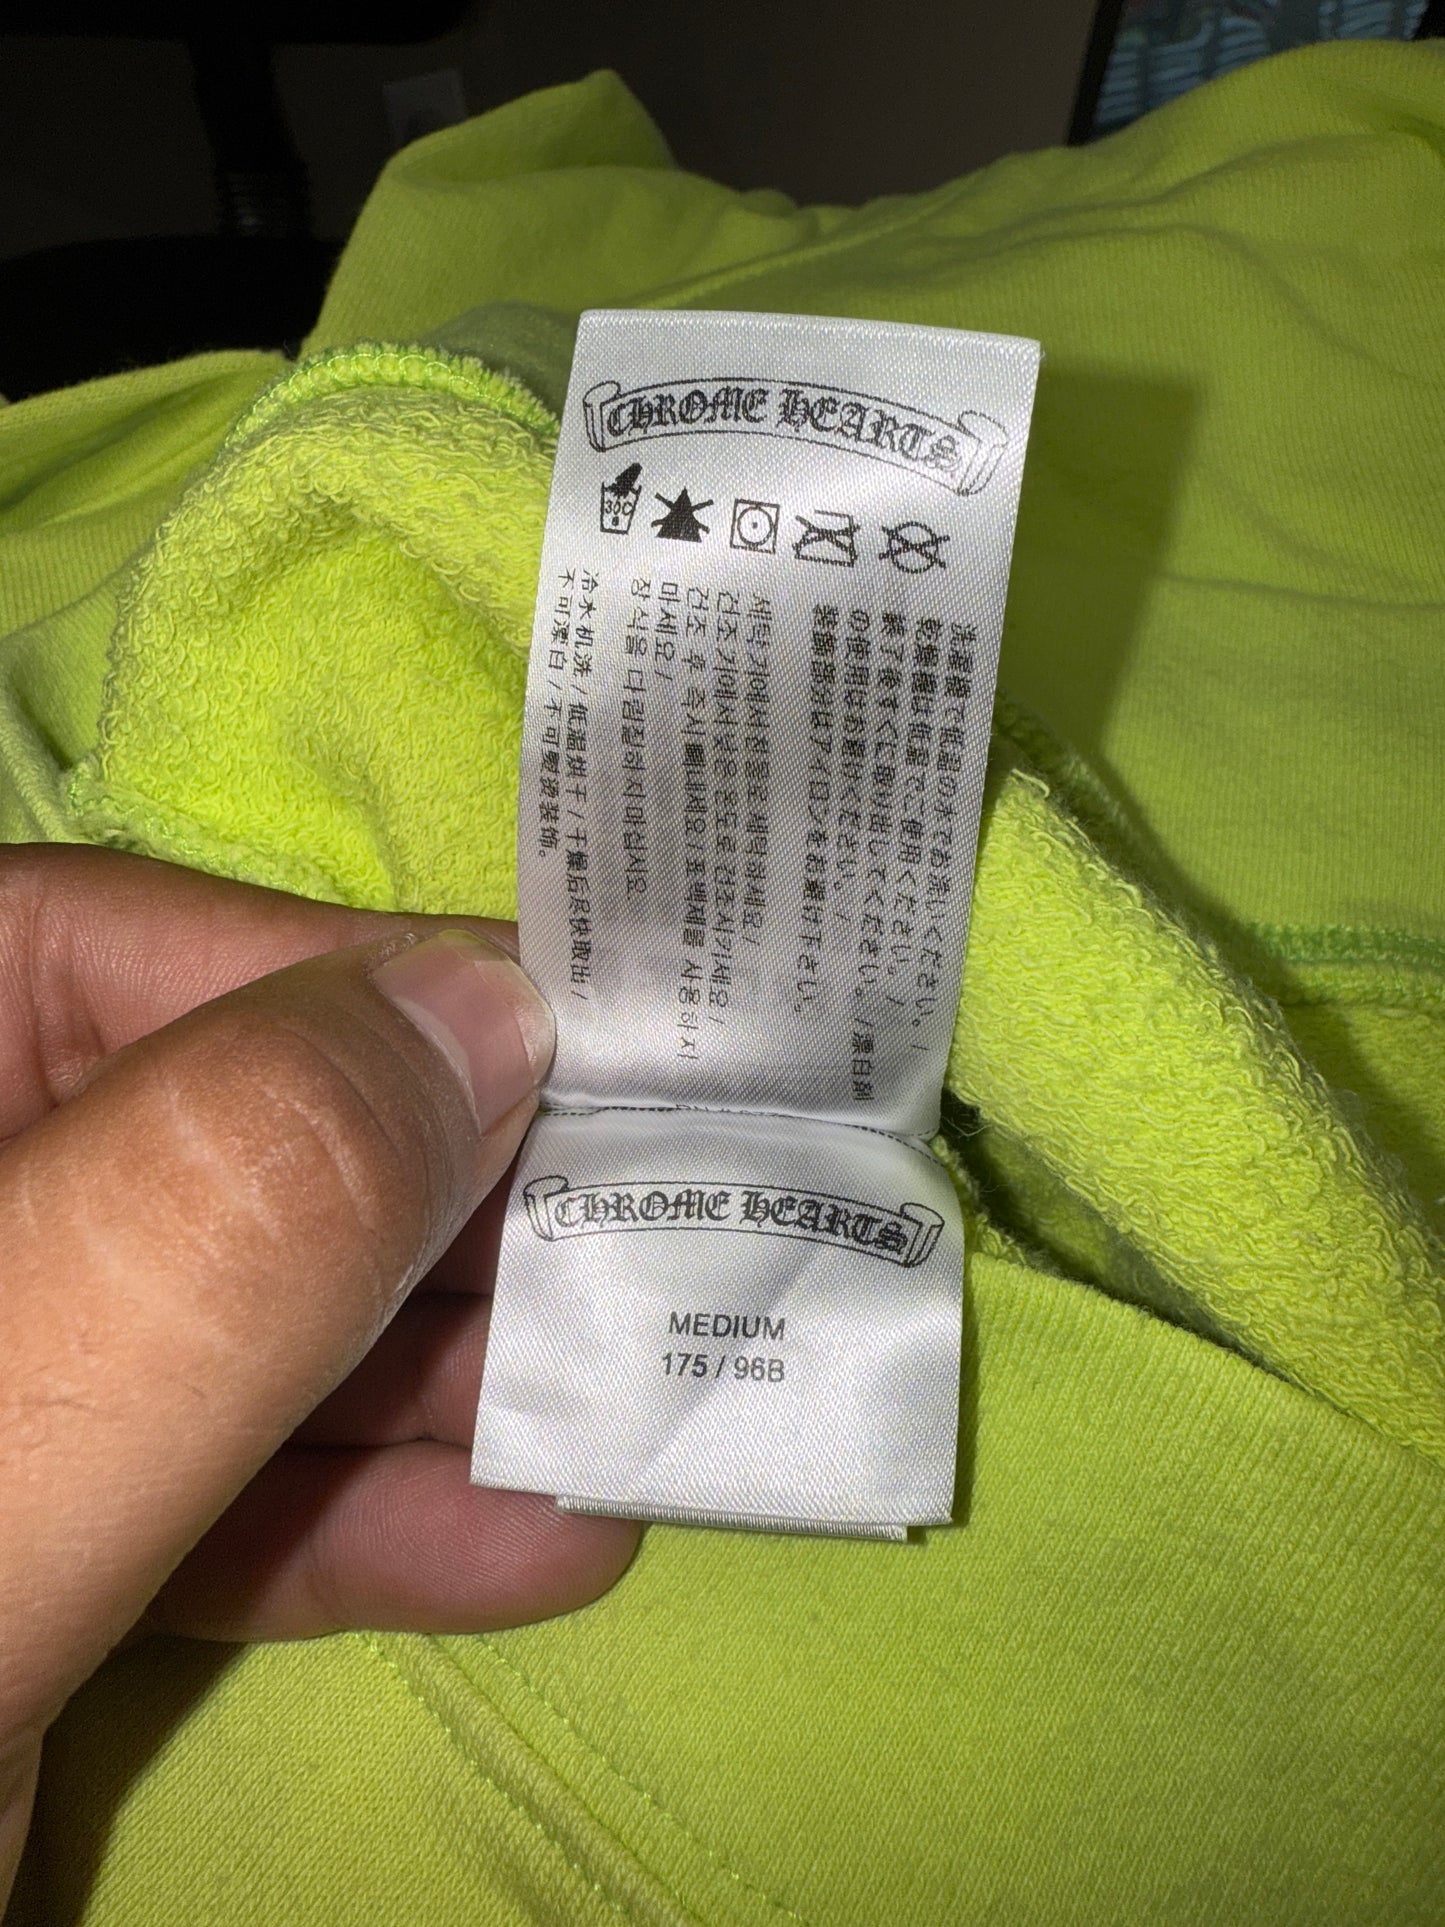 CHROME HEARTS
30C
洗濯機で低温の水でお洗いください。/
乾燥機は低温でご使用ください。/
終了後すぐに取り出してください。/漂白剤
の使用はお避けください。/
装飾部分はアイロンをお避け下さい。
세탁기에서 찬물로 세탁하세요/
건조기에서 낮은 온도로 건조시키세요/
건조 후 즉시 빼내세요/표백제를 사용하지
마세요/
장식을 다림질하지마십시요.
冷水机洗/低温烘干/干燥后尽快取出/
不可漂白/不可熨烫装饰。
CHROME HEARTS
MEDIUM
175 / 96B